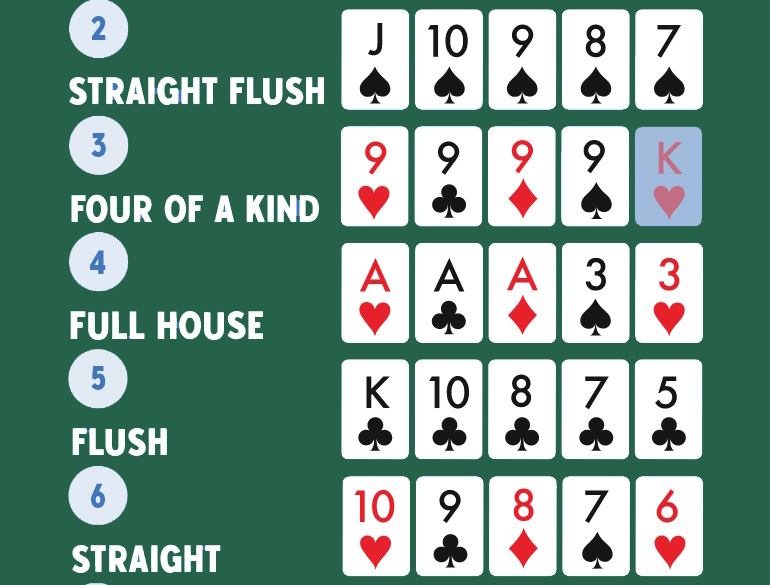 2
STRAIGHT FLUSH
J 10 9 8 7
3
FOUR OF A KIND
9 9 9 9 K
4
FULL HOUSE
A A A 3 3
5
FLUSH
K 10 8 7 5
6
STRAIGHT
10 9 8 7 6